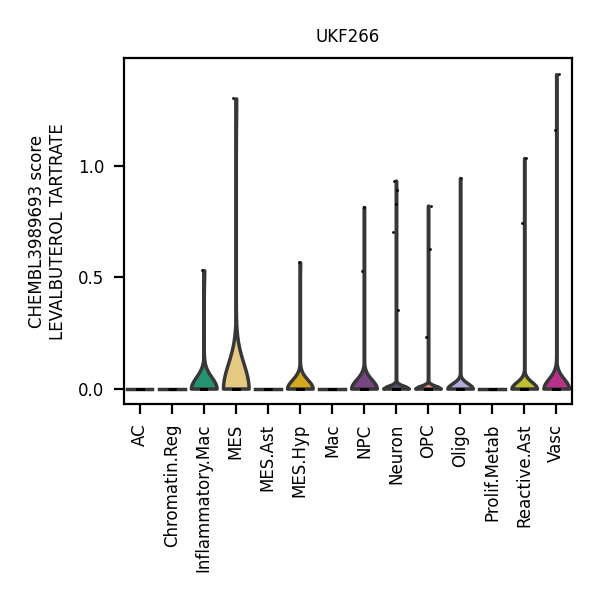 UKF266
CHEMBL3989693 score
LEVALBUTEROL TARTRATE
1.0
0.5
0.0
AC
Chromatin.Reg
Inflammatory.Mac
MES
MES.Ast
MES.Hyp
Mac
NPC
Neuron
OPC
Oligo
Prolif.Metab
Reactive.Ast
Vasc